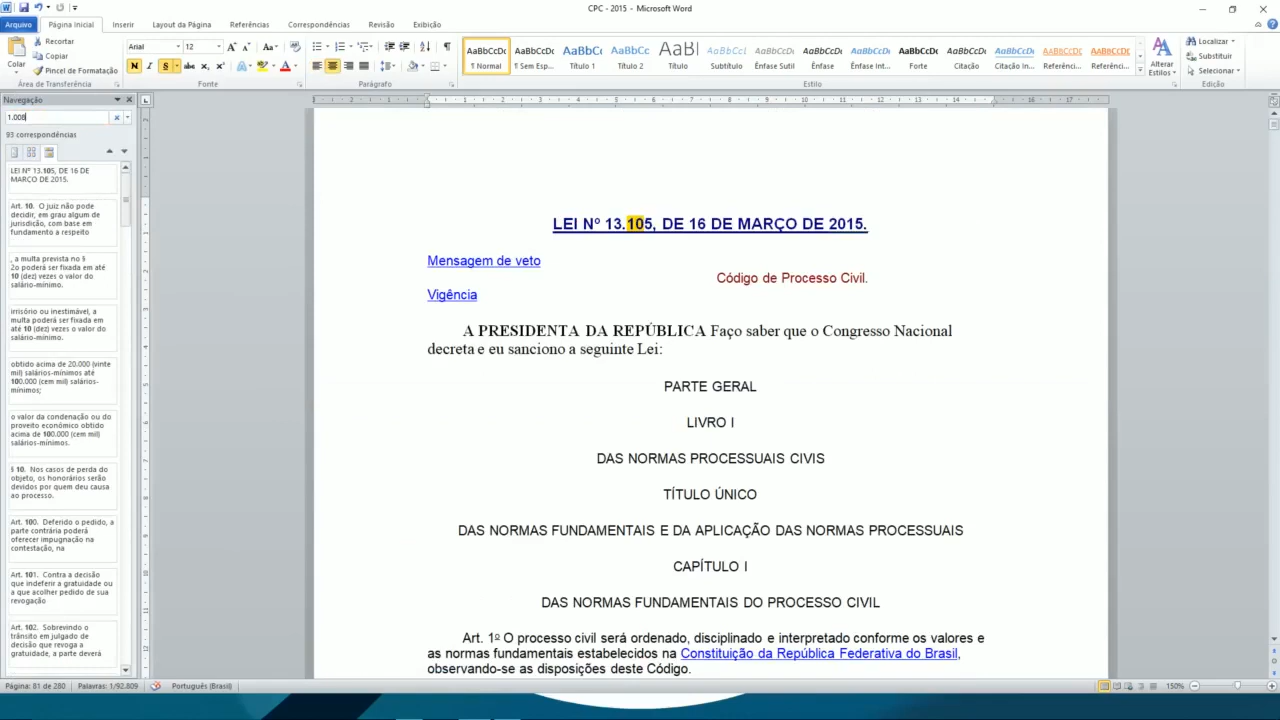 CPC - 2015 - Microsoft Word
Arquivo Página Inicial Inserir Layout da Página Referências Correspondências Revisão Exibição
Colar
Recortar
Copiar
Pincel de Formatação
Área de Transferência
Arial 12
Fonte
Parágrafo
AaBbCcDc AaBbCcDc AaBbCc AaBbCc AaBl AaBbCcL AaBbCcDc AaBbCcDc AaBbCcDc AaBbCcDc AaBbCcDc AaBbCcDc AaBbCcDc AaBbCcDc
¶ Normal ¶ Sem Esp... Título 1 Título 2 Título Subtítulo Ênfase Sutil Ênfase Ênfase Int... Forte Citação Citação In... Referênci... Referênci...
Estilo
Alterar Estilos
Localizar
Substituir
Selecionar
Edição
Navegação
1.008
93 correspondências
LEI Nº 13.105, DE 16 DE
MARÇO DE 2015.
Art. 10. O juiz não pode
decidir, em grau algum de
jurisdição, com base em
fundamento a respeito
, a multa prevista no §
2o poderá ser fixada em até
10 (dez) vezes o valor do
salário-mínimo.
irrisório ou inestimável, a
multa poderá ser fixada em
até 10 (dez) vezes o valor do
salário-mínimo.
obtido acima de 20.000 (vinte
mil) salários-mínimos até
100.000 (cem mil) salários-
mínimos;
o valor da condenação ou do
proveito econômico obtido
acima de 100.000 (cem mil)
salários-mínimos.
§ 10. Nos casos de perda do
objeto, os honorários serão
devidos por quem deu causa
ao processo.
Art. 100. Deferido o pedido, a
parte contrária poderá
oferecer impugnação na
contestação, na
Art. 101. Contra a decisão
que indeferir a gratuidade ou
a que acolher pedido de sua
revogação
Art. 102. Sobrevindo o
trânsito em julgado de
decisão que revoga a
gratuidade, a parte deverá
LEI Nº 13.105, DE 16 DE MARÇO DE 2015.
Mensagem de veto
Código de Processo Civil.
Vigência
A PRESIDENTA DA REPÚBLICA Faço saber que o Congresso Nacional
decreta e eu sanciono a seguinte Lei:
PARTE GERAL
LIVRO I
DAS NORMAS PROCESSUAIS CIVIS
TÍTULO ÚNICO
DAS NORMAS FUNDAMENTAIS E DA APLICAÇÃO DAS NORMAS PROCESSUAIS
CAPÍTULO I
DAS NORMAS FUNDAMENTAIS DO PROCESSO CIVIL
Art. 1º O processo civil será ordenado, disciplinado e interpretado conforme os valores e
as normas fundamentais estabelecidos na Constituição da República Federativa do Brasil,
observando-se as disposições deste Código.
Página: 81 de 280 Palavras: 1/92.809 Português (Brasil) 150%